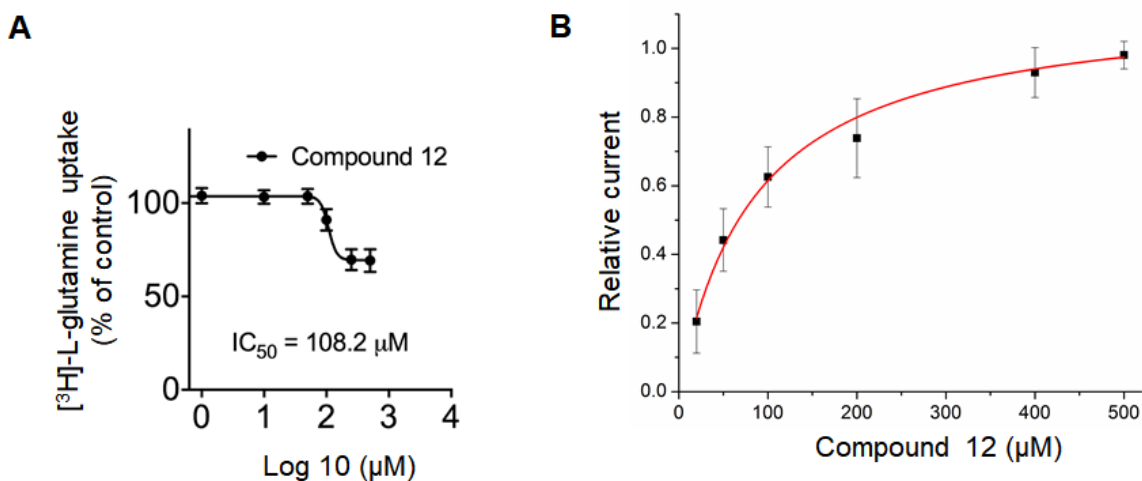 A
[³H]-L-glutamine uptake
(% of control)
100
50
0
Compound 12
IC₅₀ = 108.2 μM
0 1 2 3 4
Log 10 (μM)
B
Relative current
1.0
0.8
0.6
0.4
0.2
0.0
0 100 200 300 400 500
Compound 12 (μM)